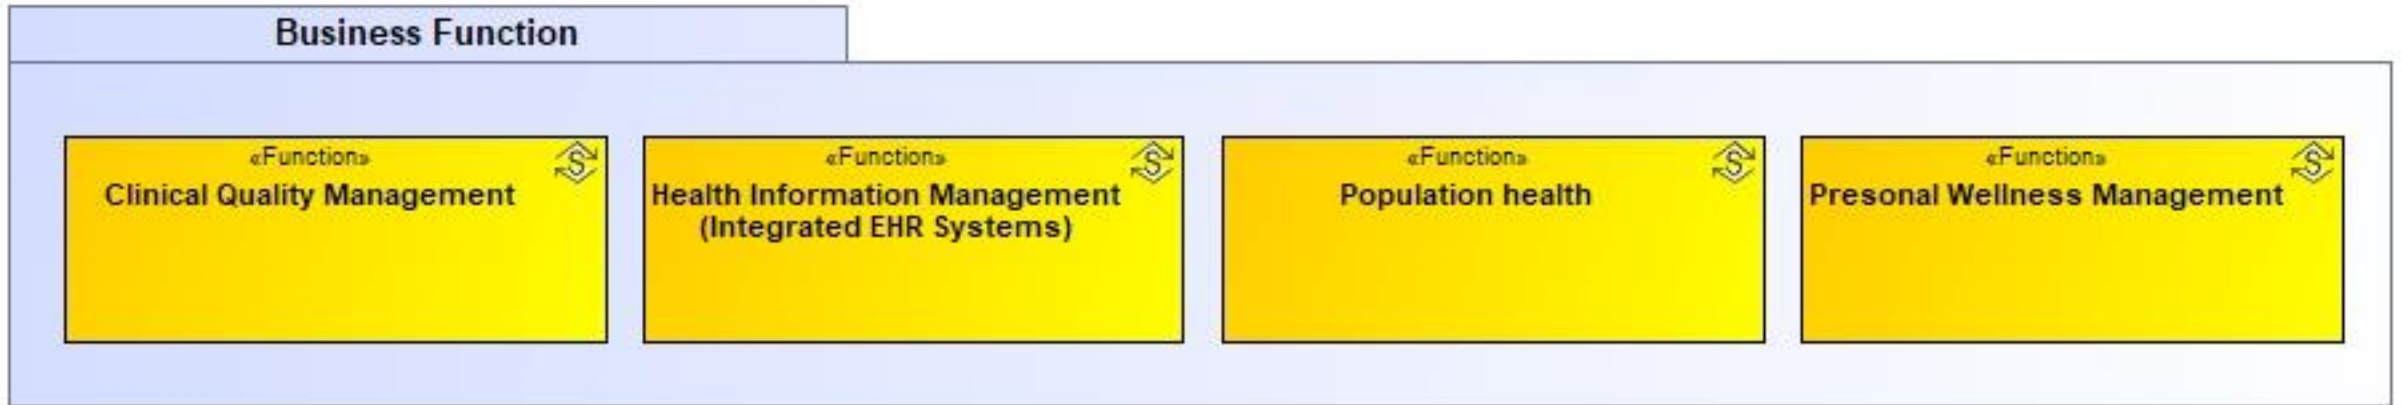 Business Function
«Function»
Clinical Quality Management
«Function»
Health Information Management
(Integrated EHR Systems)
«Function»
Population health
«Function»
Presonal Wellness Management